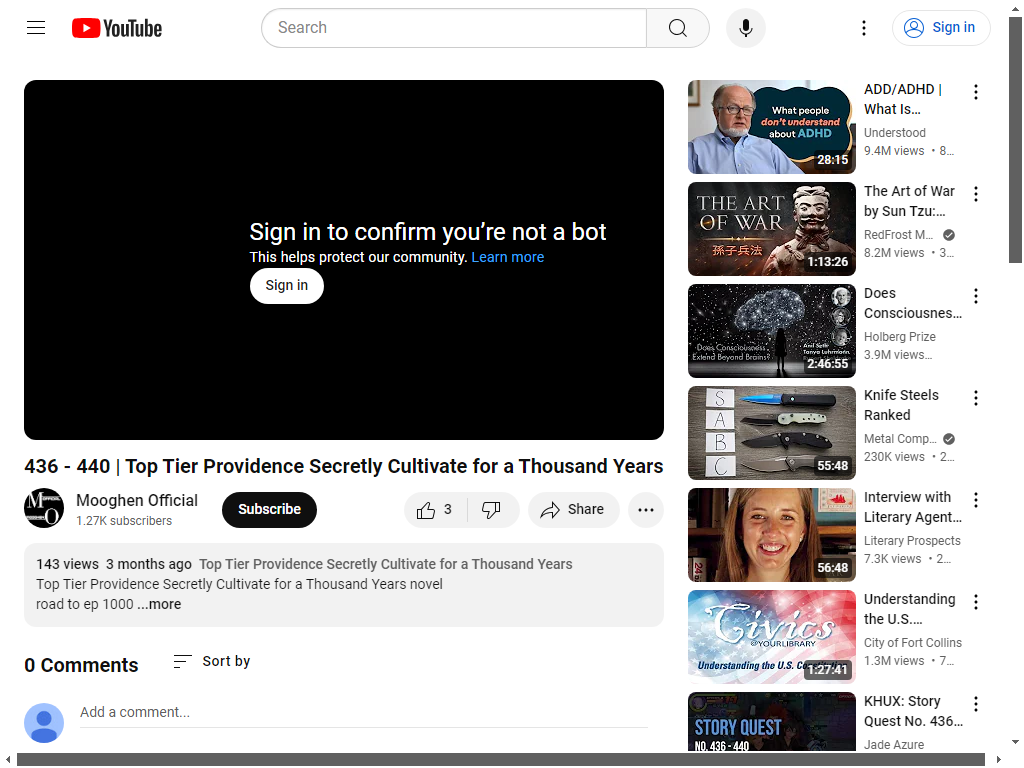 YouTube
Search
Sign in
Sign in to confirm you’re not a bot
This helps protect our community. Learn more
Sign in
436 - 440 | Top Tier Providence Secretly Cultivate for a Thousand Years
Mooghen Official
1.27K subscribers
Subscribe
3
Share
143 views 3 months ago Top Tier Providence Secretly Cultivate for a Thousand Years
Top Tier Providence Secretly Cultivate for a Thousand Years novel
road to ep 1000 ...more
0 Comments
Sort by
Add a comment...
What people
don't understand
about ADHD
28:15
ADD/ADHD |
What Is...
Understood
9.4M views • 8...
THE ART
OF WAR
孫子兵法
1:13:26
The Art of War
by Sun Tzu:...
RedFrost M...
8.2M views • 3...
Does Consciousness
Extend Beyond Brains?
Anil Seth
Tanya Luhrmann
2:46:55
Does
Consciousnes...
Holberg Prize
3.9M views...
S
A
B
C
55:48
Knife Steels
Ranked
Metal Comp...
230K views • 2...
56:48
Interview with
Literary Agent...
Literary Prospects
7.3K views • 2...
Civics
@YOUR LIBRARY
Understanding the U.S.
1:27:41
Understanding
the U.S....
City of Fort Collins
1.3M views • 7...
STORY QUEST
NO. 436 - 440
KHUX: Story
Quest No. 436...
Jade Azure